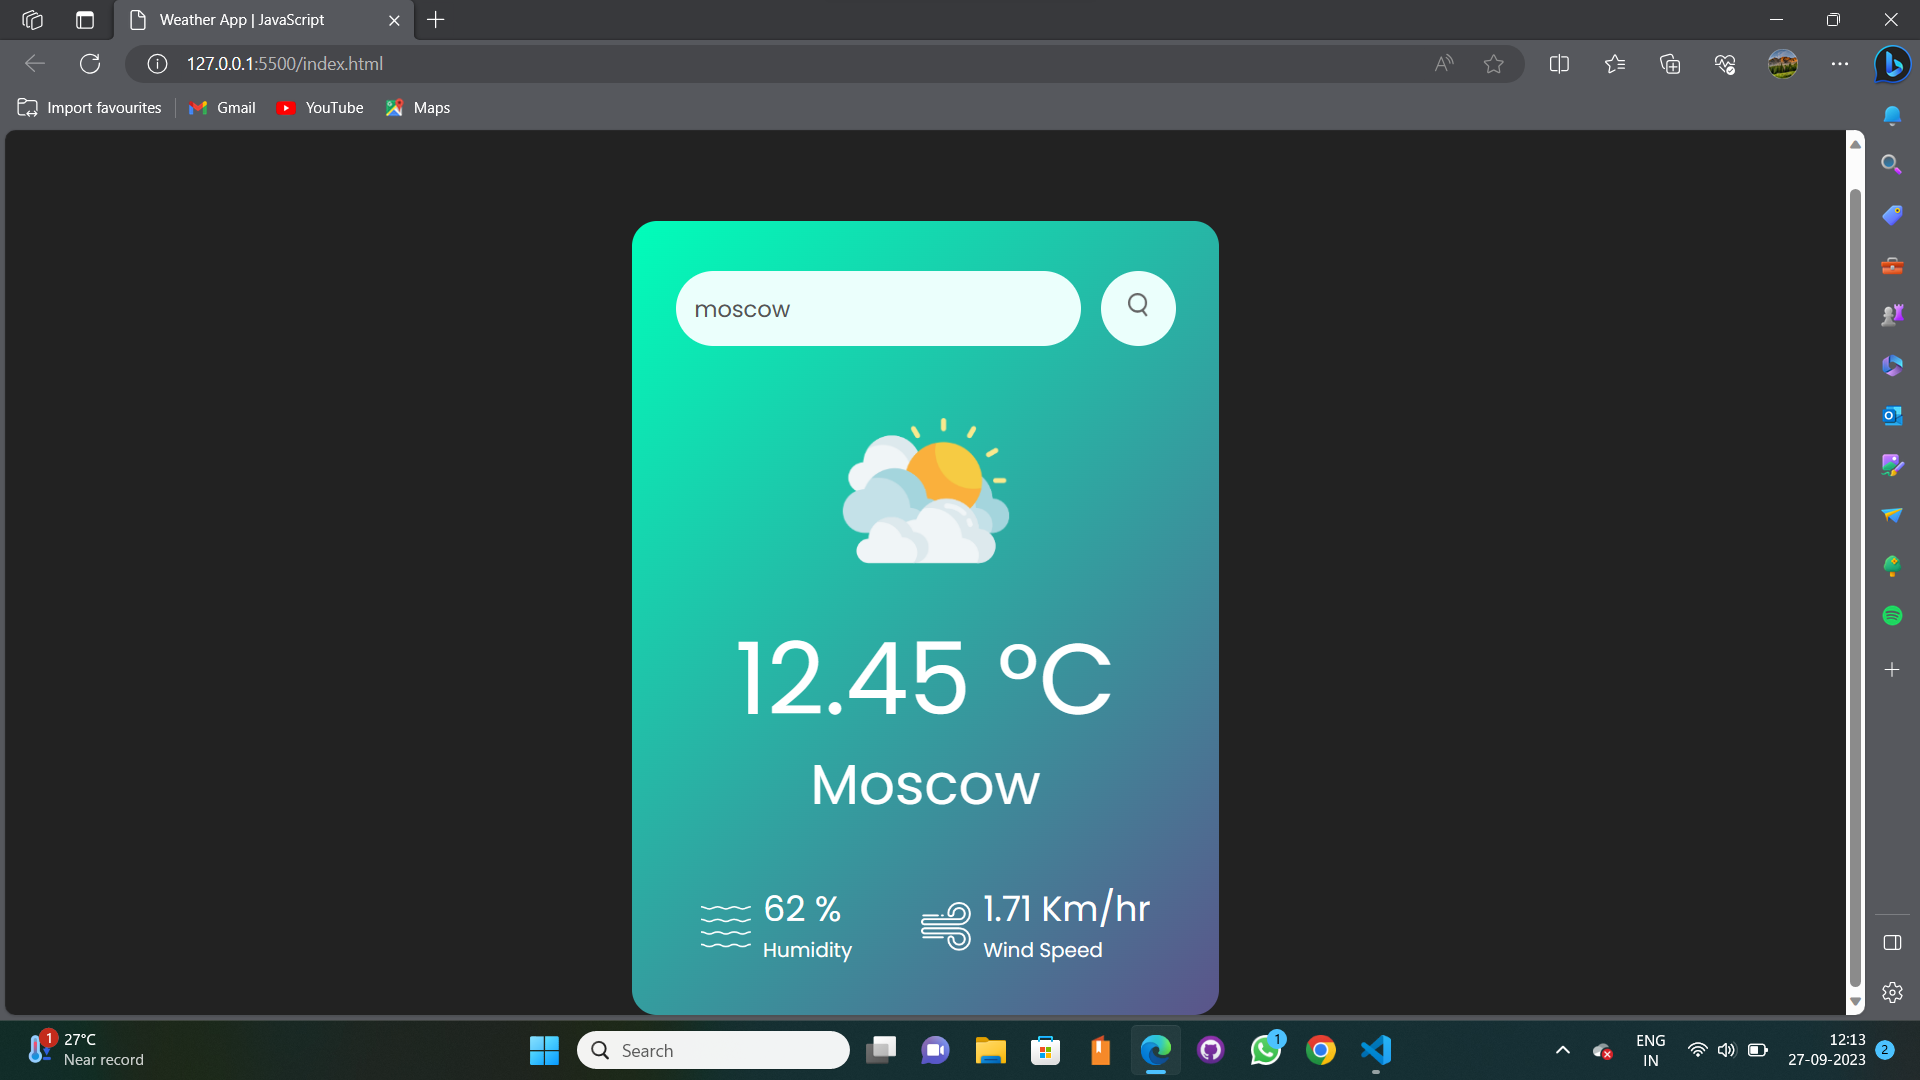 Weather App | JavaScript
127.0.0.1:5500/index.html
Import favourites
Gmail
YouTube
Maps
moscow
12.45 °C
Moscow
62 %
Humidity
1.71 Km/hr
Wind Speed
1
27°C
Near record
Search
1
ENG
IN
12:13
27-09-2023
2